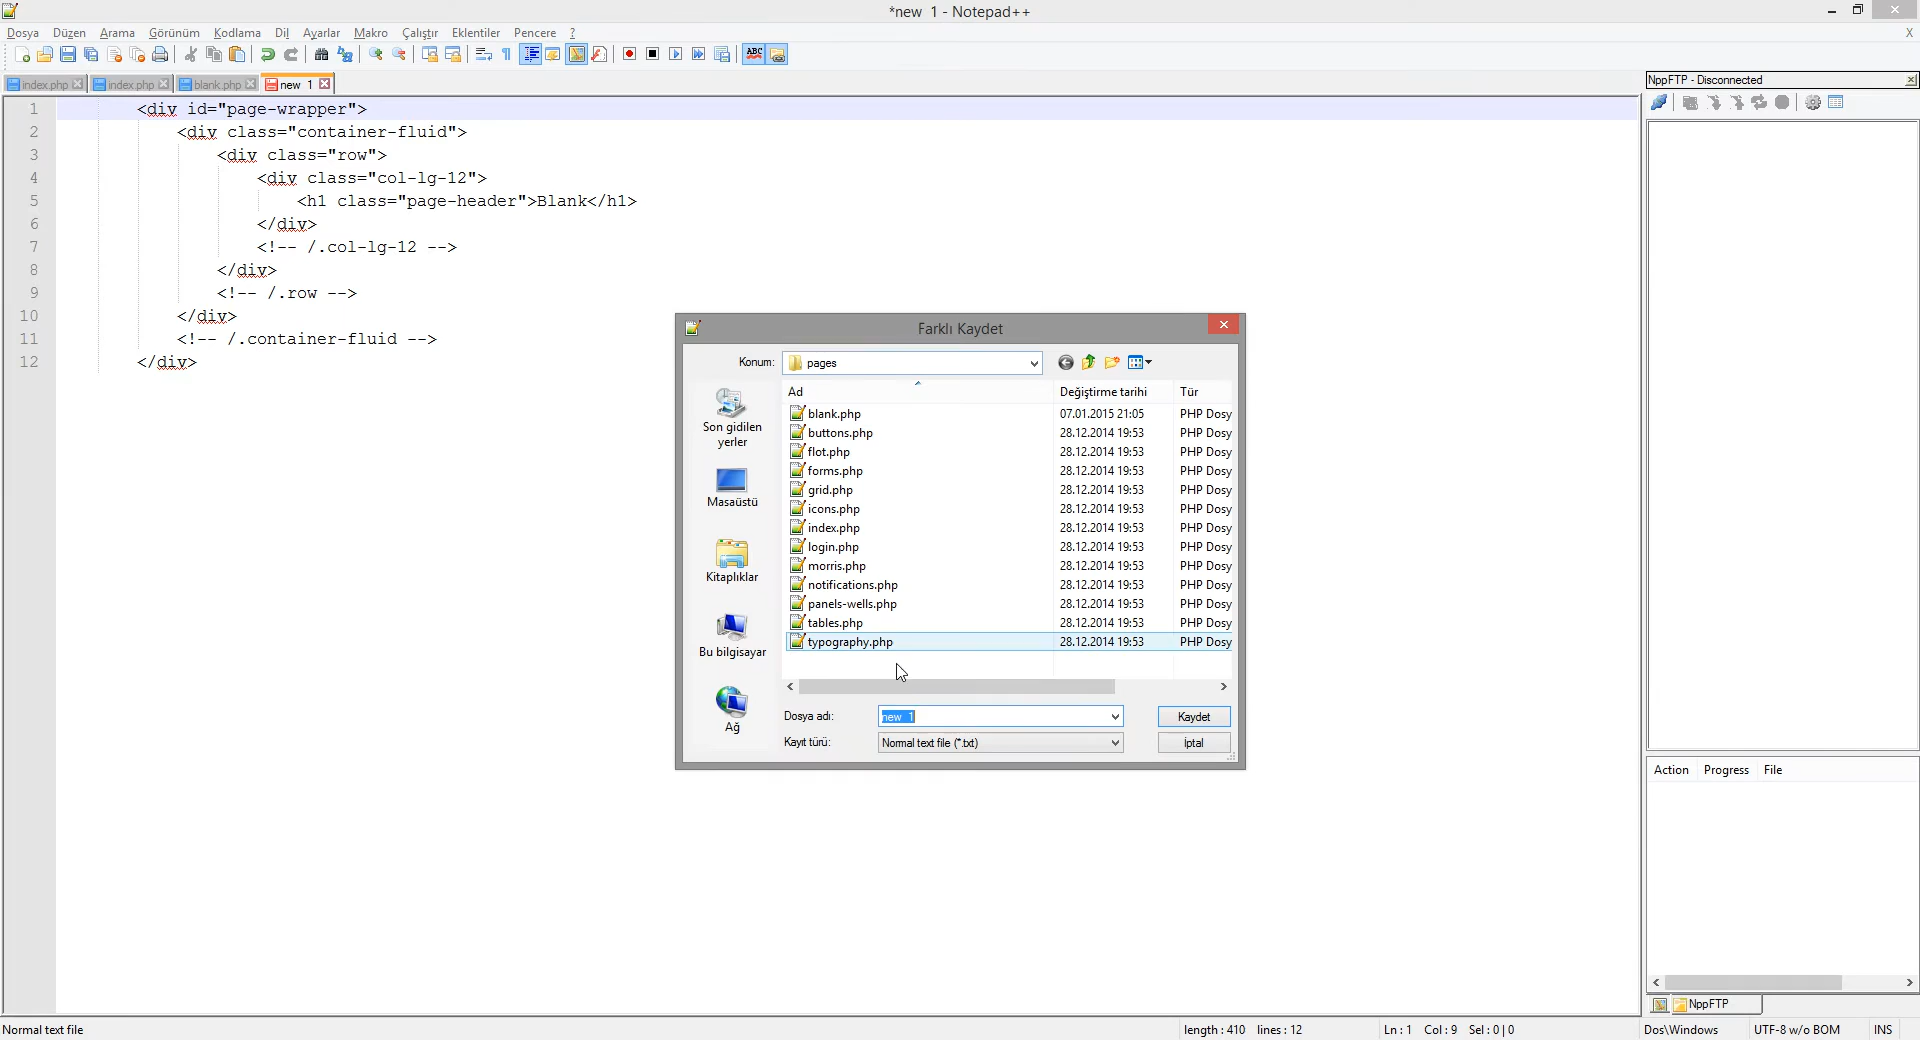 *new  1 - Notepad++
Dosya Düzen Arama Görünüm Kodlama Dil Ayarlar Makro Çalıştır Eklentiler Pencere ? X
index.php index.php blank.php new  1
1 <div id="page-wrapper">
2 <div class="container-fluid">
3 <div class="row">
4 <div class="col-lg-12">
5 <h1 class="page-header">Blank</h1>
6 </div>
7 <!-- /.col-lg-12 -->
8 </div>
9 <!-- /.row -->
10 </div>
11 <!-- /.container-fluid -->
12 </div>
Farklı Kaydet
Konum: pages
Son gidilen
yerler
Masaüstü
Kitaplıklar
Bu bilgisayar
Ağ
Ad Değiştirme tarihi Tür
blank.php 07.01.2015 21:05 PHP Dosy
buttons.php 28.12.2014 19:53 PHP Dosy
flot.php 28.12.2014 19:53 PHP Dosy
forms.php 28.12.2014 19:53 PHP Dosy
grid.php 28.12.2014 19:53 PHP Dosy
icons.php 28.12.2014 19:53 PHP Dosy
index.php 28.12.2014 19:53 PHP Dosy
login.php 28.12.2014 19:53 PHP Dosy
morris.php 28.12.2014 19:53 PHP Dosy
notifications.php 28.12.2014 19:53 PHP Dosy
panels-wells.php 28.12.2014 19:53 PHP Dosy
tables.php 28.12.2014 19:53 PHP Dosy
typography.php 28.12.2014 19:53 PHP Dosy
Dosya adı: new  1 Kaydet
Kayıt türü: Normal text file (*.txt) İptal
NppFTP - Disconnected
Action Progress File
NppFTP
Normal text file length : 410 lines : 12 Ln : 1 Col : 9 Sel : 0 | 0 Dos\Windows UTF-8 w/o BOM INS